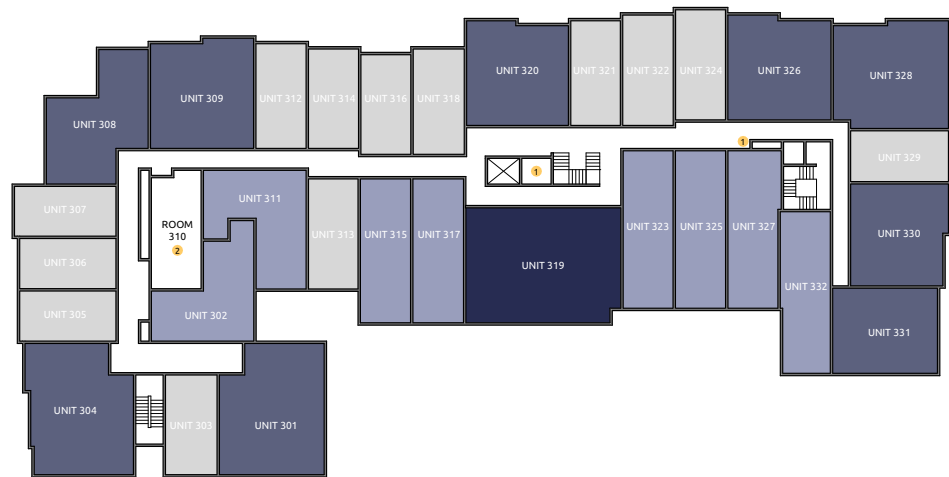 UNIT 320
UNIT 321
UNIT 322
UNIT 324
UNIT 326
UNIT 328
UNIT 308
UNIT 309
UNIT 312
UNIT 314
UNIT 316
UNIT 318
1
1
UNIT 329
UNIT 307
ROOM
310
2
UNIT 311
UNIT 313
UNIT 315
UNIT 317
UNIT 323
UNIT 325
UNIT 327
UNIT 330
UNIT 306
UNIT 319
UNIT 332
UNIT 305
UNIT 302
UNIT 331
UNIT 304
UNIT 303
UNIT 301